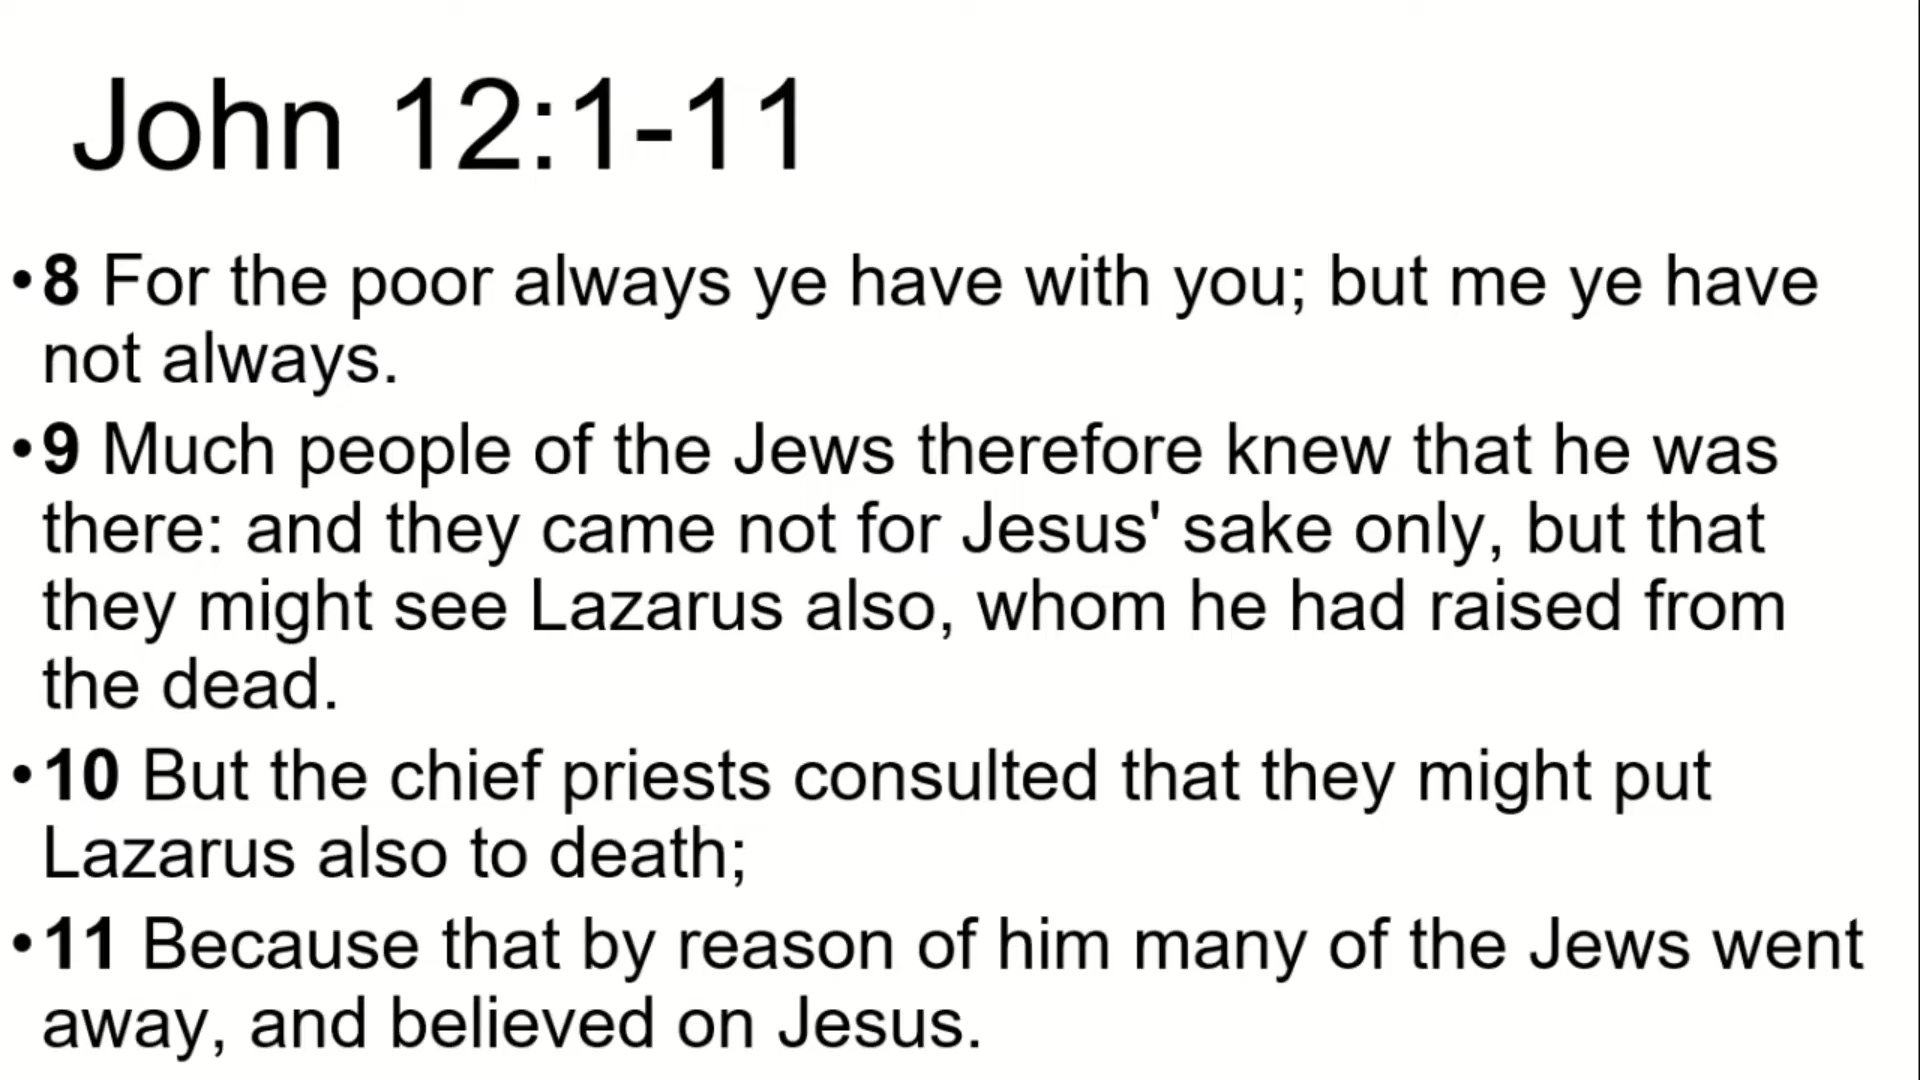 John 12:1-11
•8 For the poor always ye have with you; but me ye have
not always.
•9 Much people of the Jews therefore knew that he was
there: and they came not for Jesus' sake only, but that
they might see Lazarus also, whom he had raised from
the dead.
•10 But the chief priests consulted that they might put
Lazarus also to death;
•11 Because that by reason of him many of the Jews went
away, and believed on Jesus.